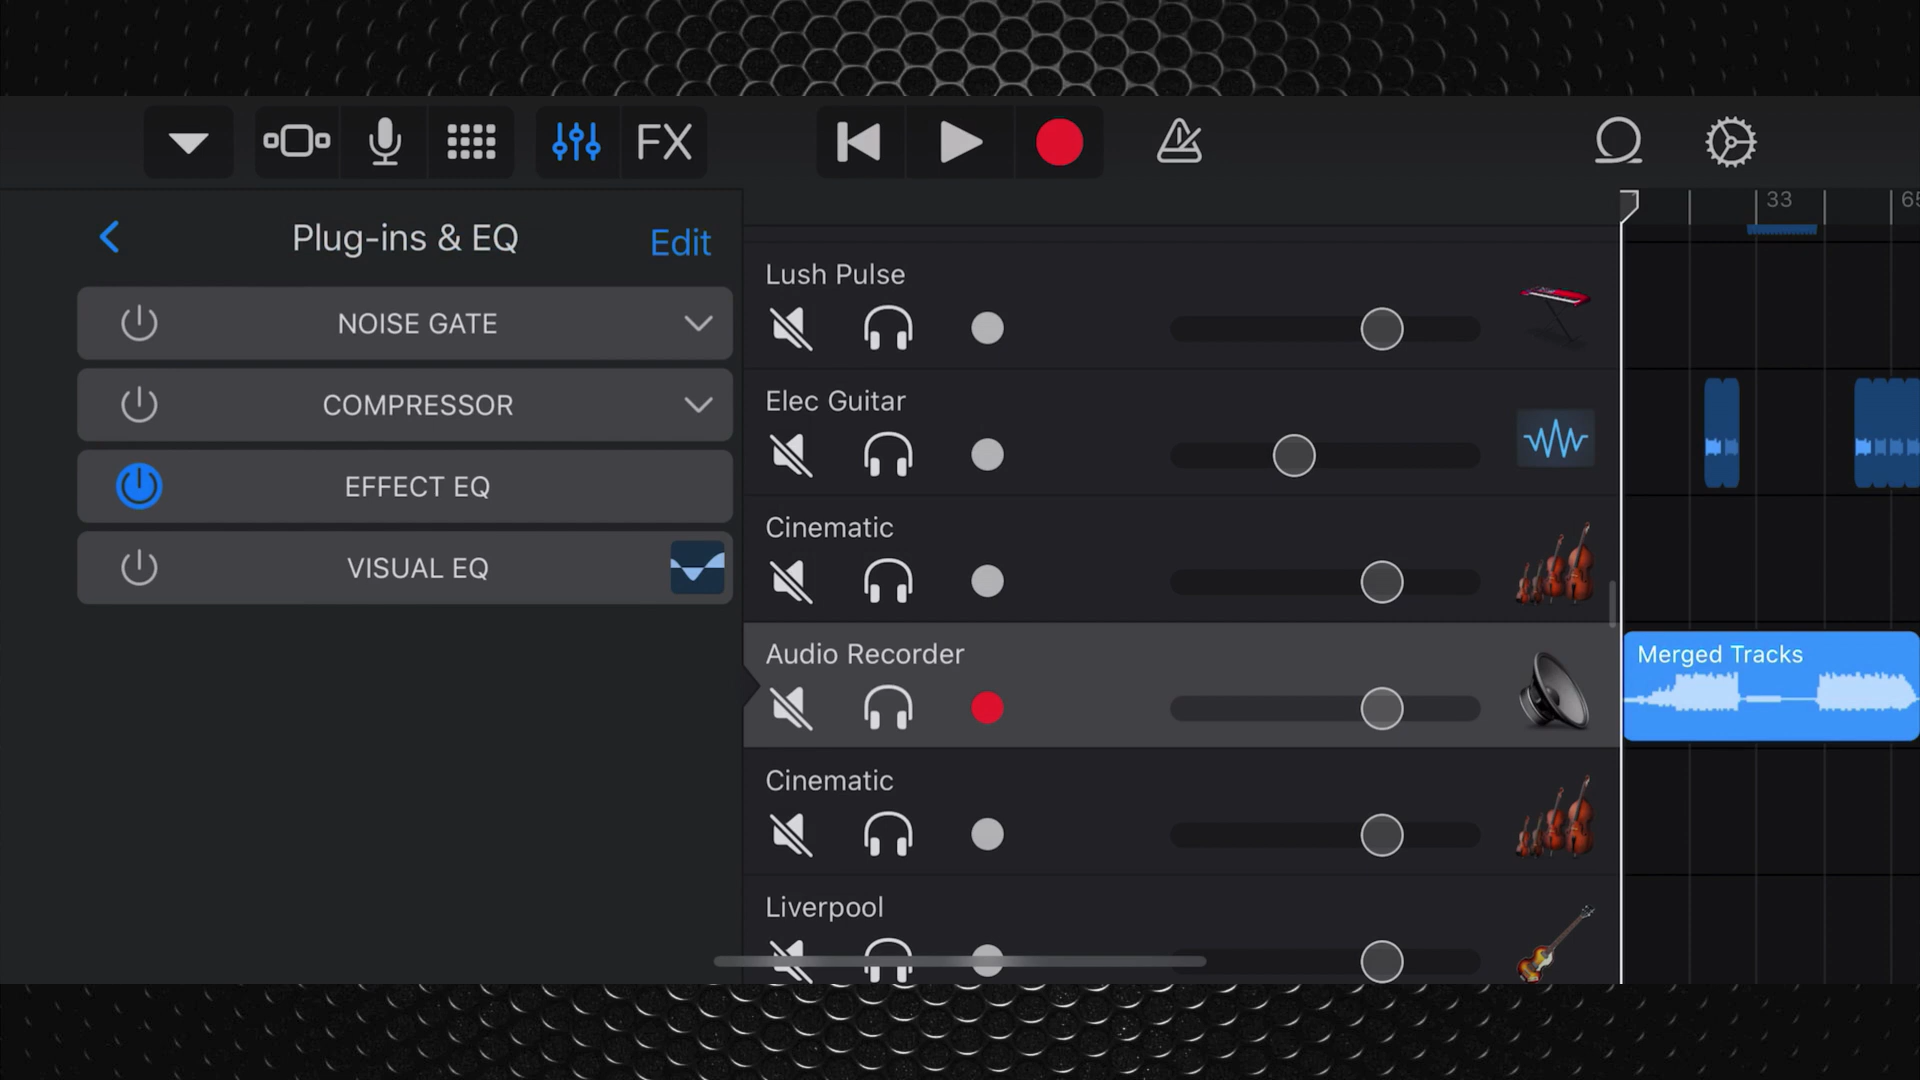 FX
Plug-ins & EQ
Edit
NOISE GATE
COMPRESSOR
EFFECT EQ
VISUAL EQ
33
65
Lush Pulse
Elec Guitar
Cinematic
Audio Recorder
Merged Tracks
Cinematic
Liverpool